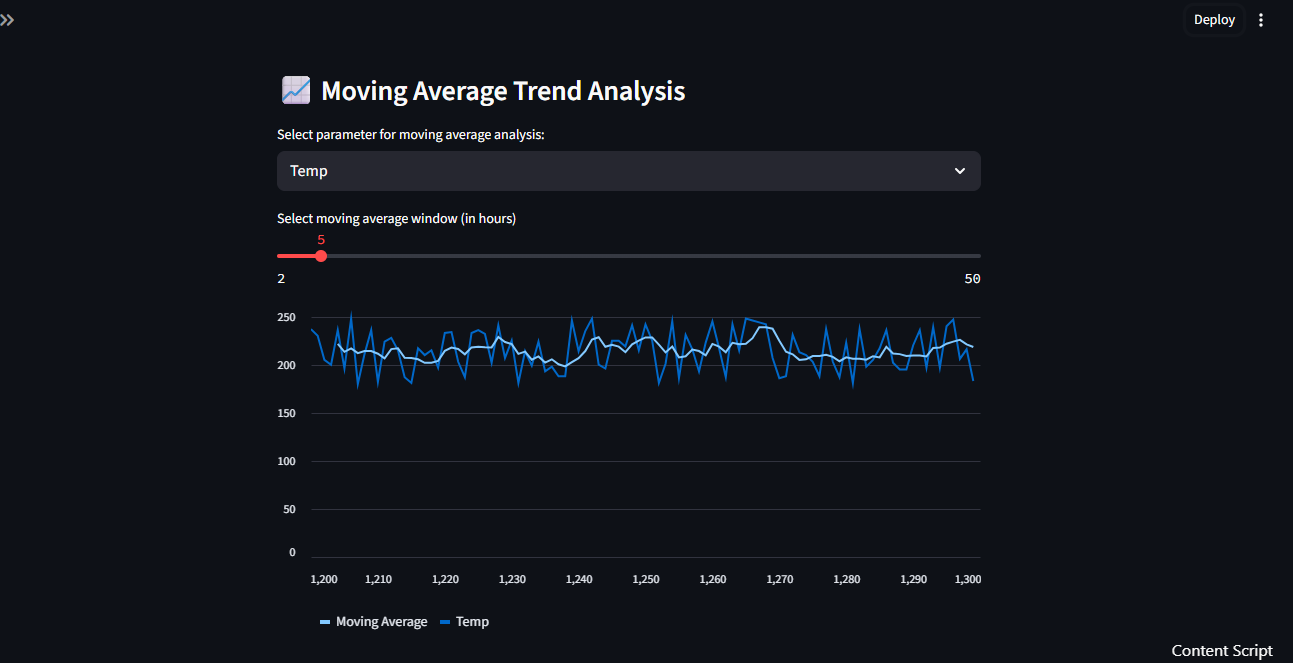 Deploy
Moving Average Trend Analysis
Select parameter for moving average analysis:
Temp
Select moving average window (in hours)
5
2 50
250
200
150
100
50
0
1,200 1,210 1,220 1,230 1,240 1,250 1,260 1,270 1,280 1,290 1,300
Moving Average Temp
Content Script